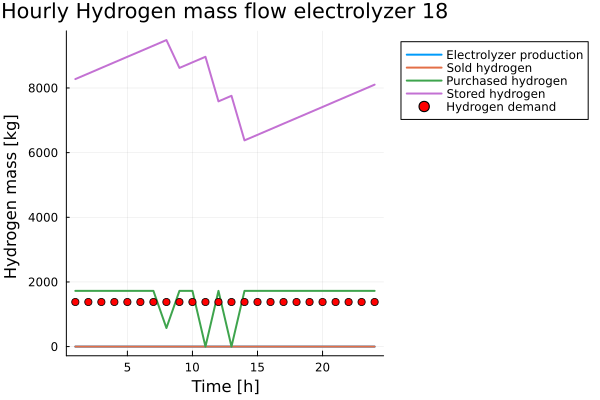 Hourly Hydrogen mass flow electrolyzer 18
Electrolyzer production
Sold hydrogen
Purchased hydrogen
Stored hydrogen
Hydrogen demand
Hydrogen mass [kg]
8000
6000
4000
2000
0
5
10
15
20
Time [h]